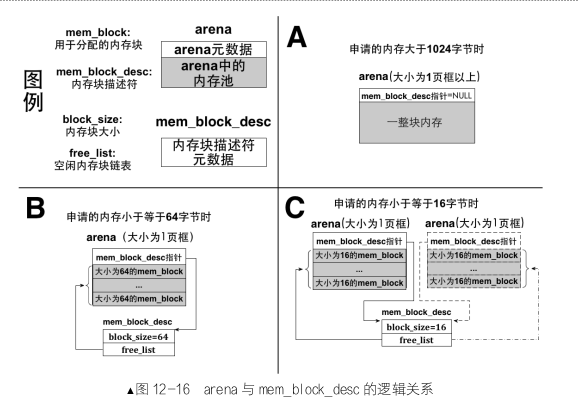 图例
mem_block:
用于分配的内存块
mem_block_desc:
内存块描述符
block_size:
内存块大小
free_list:
空闲内存块链表
arena
arena元数据
arena中的
内存池
mem_block_desc
内存块描述符
元数据
A
申请的内存大于1024字节时
arena(大小为1页框以上)
mem_block_desc指针=NULL
一整块内存
B
申请的内存小于等于64字节时
arena（大小为1页框）
mem_block_desc指针
大小为64的mem_block
...
大小为64的mem_block
mem_block_desc
block_size=64
free_list
C
申请的内存小于等于16字节时
arena(大小为1页框)
arena(大小为1页框)
mem_block_desc指针
mem_block_desc指针
大小为16的mem_block
大小为16的mem_block
...
...
大小为16的mem_block
大小为16的mem_block
mem_block_desc
block_size=16
free_list
▲图 12-16 arena 与 mem_block_desc 的逻辑关系